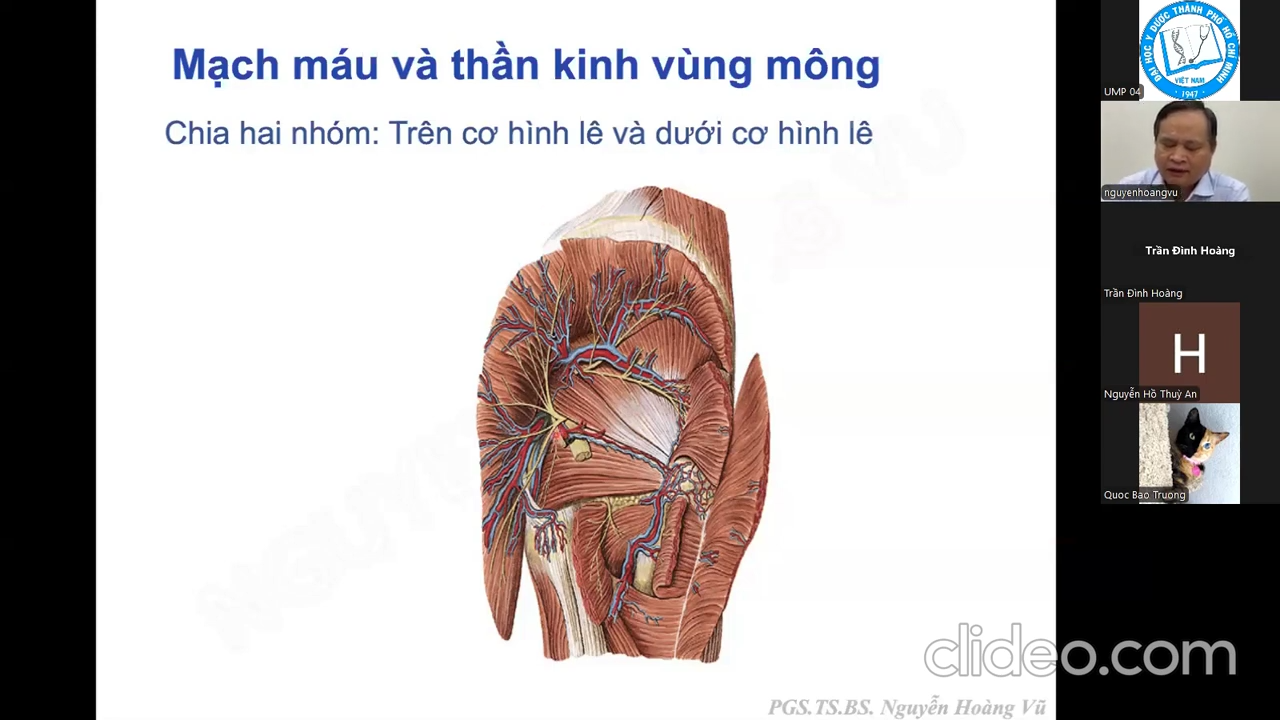 Mạch máu và thần kinh vùng mông
Chia hai nhóm: Trên cơ hình lê và dưới cơ hình lê
NGUYỄN
VU
PGS.TS.BS. Nguyễn Hoàng Vũ
clideo.com
ĐẠI HỌC Y DƯỢC THÀNH PHỐ HỒ CHÍ MINH
VIỆT NAM
· 1947 ·
UMP 04
nguyenhoangvu
Trần Đình Hoàng
Trần Đình Hoàng
H
Nguyễn Hồ Thuỳ An
Quoc Bao Truong